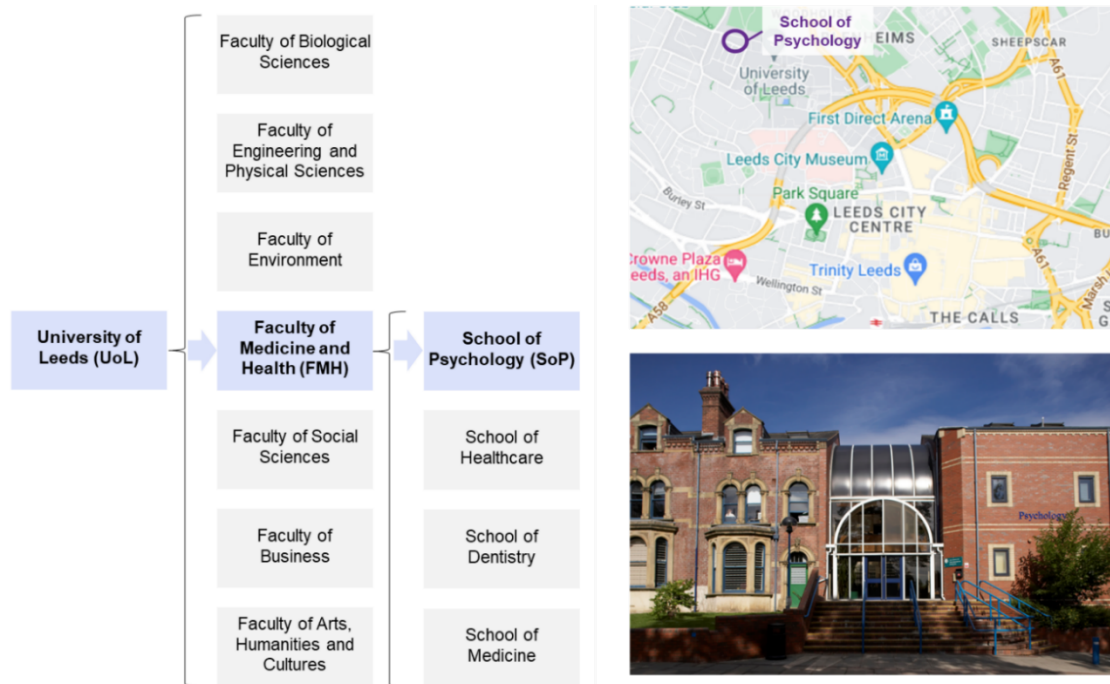 Faculty of Biological
Sciences
Faculty of
Engineering and
Physical Sciences
Faculty of
Environment
University of
Leeds (UoL)
Faculty of
Medicine and
Health (FMH)
School of
Psychology (SoP)
Faculty of Social
Sciences
School of
Healthcare
Faculty of
Business
School of
Dentistry
Faculty of Arts,
Humanities and
Cultures
School of
Medicine
School of
Psychology
HEIMS
SHEEPSCAR
A61
University
of Leeds
First Direct Arena
Regent St
Leeds City Museum
Park Square
Burley St
LEEDS CITY
CENTRE
Crowne Plaza
Leeds, an IHG
Trinity Leeds
A61
Wellington St
A58
THE CALLS
Marsh
Psychology